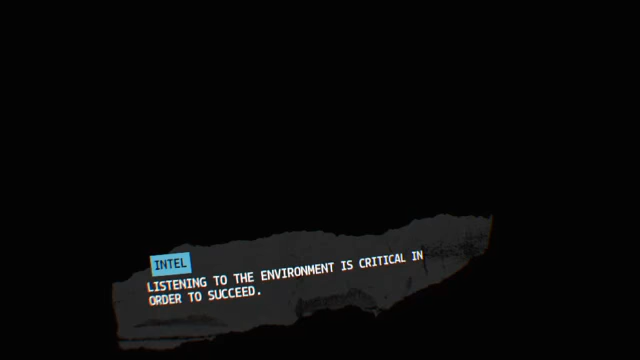 INTEL
LISTENING TO THE ENVIRONMENT IS CRITICAL IN
ORDER TO SUCCEED.